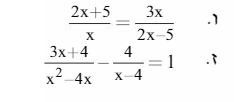 .١ (2x+5)/x = 3x/(2x–5)
.٢ (3x+4)/(x²–4x) – 4/(x–4) = 1